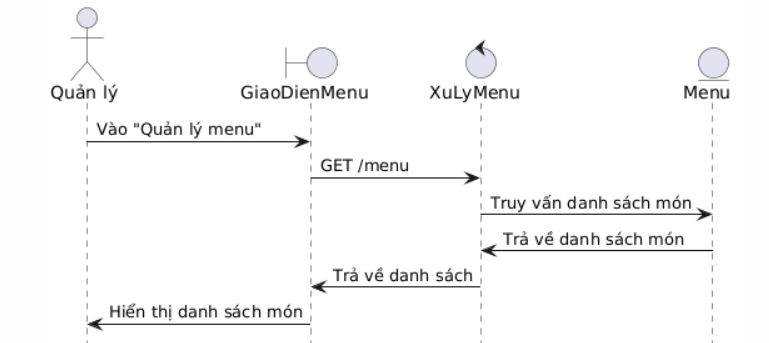 Quản lý
GiaoDienMenu
XuLyMenu
Menu
Vào "Quản lý menu"
GET /menu
Truy vấn danh sách món
Trả về danh sách món
Trả về danh sách
Hiển thị danh sách món